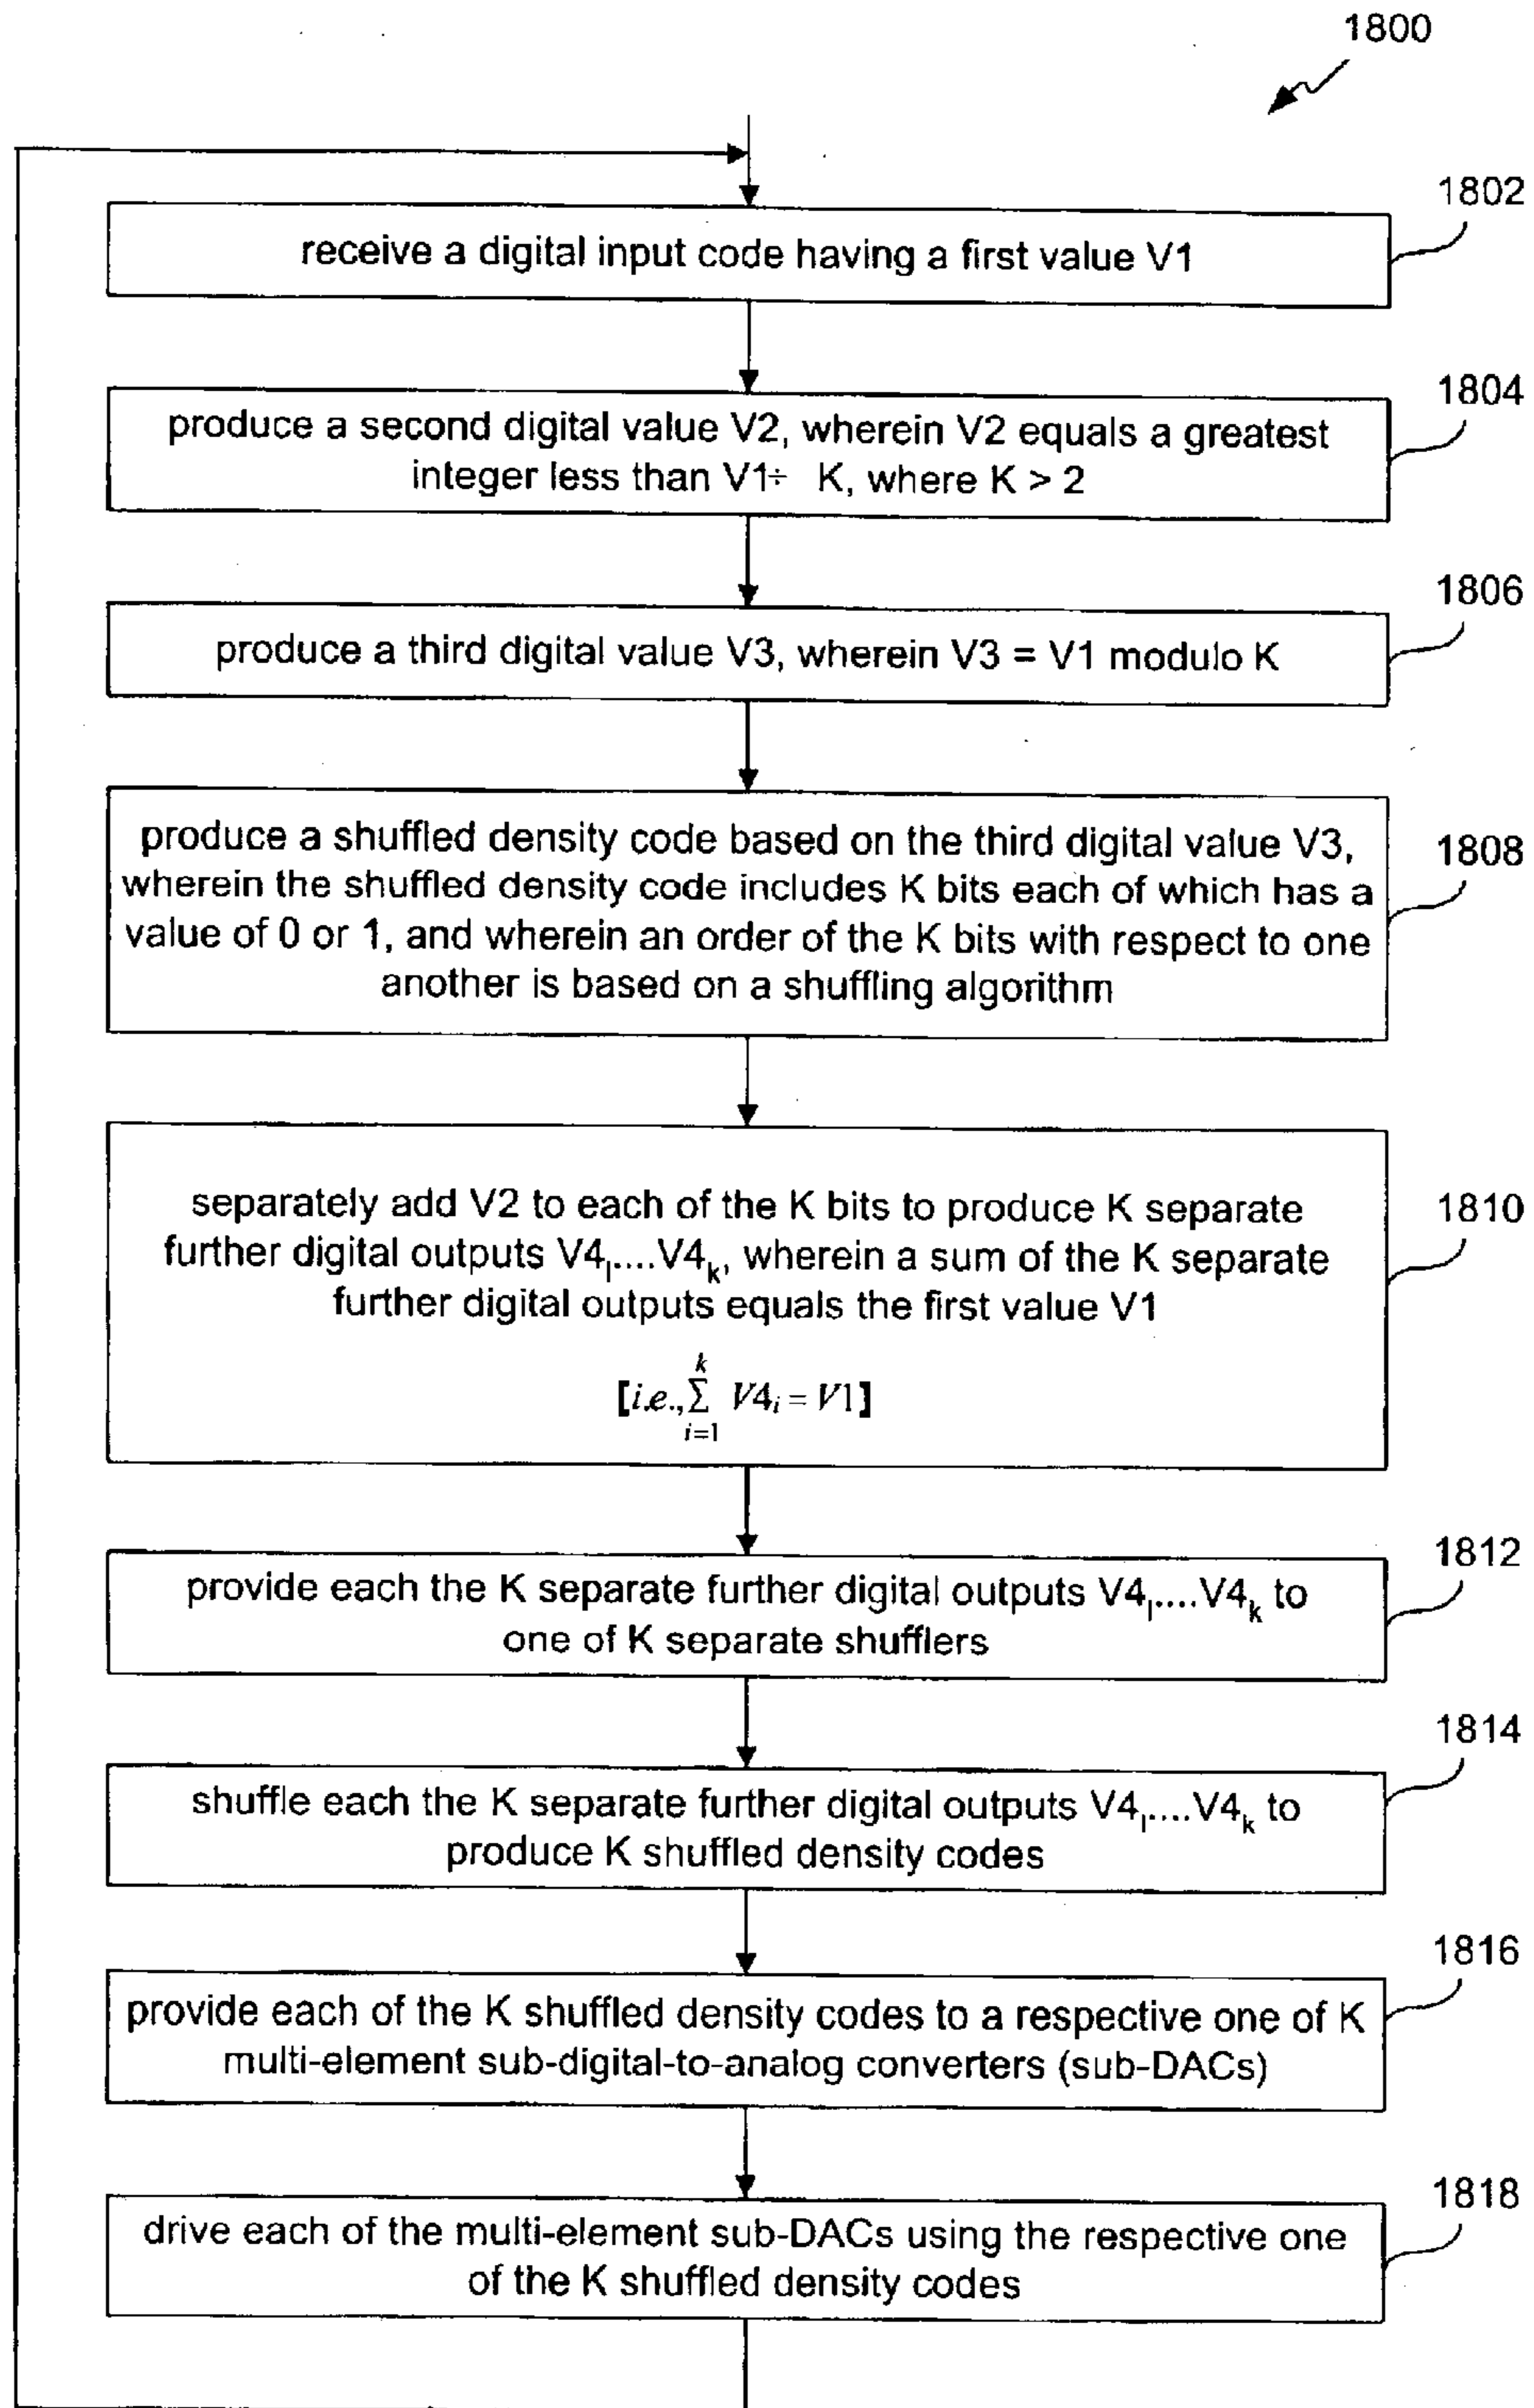 1800
1802
receive a digital input code having a first value V1
1804
produce a second digital value V2, wherein V2 equals a greatest
integer less than V1÷ K, where K > 2
1806
produce a third digital value V3, wherein V3 = V1 modulo K
1808
produce a shuffled density code based on the third digital value V3,
wherein the shuffled density code includes K bits each of which has a
value of 0 or 1, and wherein an order of the K bits with respect to one
another is based on a shuffling algorithm
1810
separately add V2 to each of the K bits to produce K separate
further digital outputs V4ₗ....V4ₖ, wherein a sum of the K separate
further digital outputs equals the first value V1
k
[i.e.,∑ V4ᵢ = V1]
i=1
1812
provide each the K separate further digital outputs V4ₗ....V4ₖ to
one of K separate shufflers
1814
shuffle each the K separate further digital outputs V4ₗ....V4ₖ to
produce K shuffled density codes
1816
provide each of the K shuffled density codes to a respective one of K
multi-element sub-digital-to-analog converters (sub-DACs)
1818
drive each of the multi-element sub-DACs using the respective one
of the K shuffled density codes